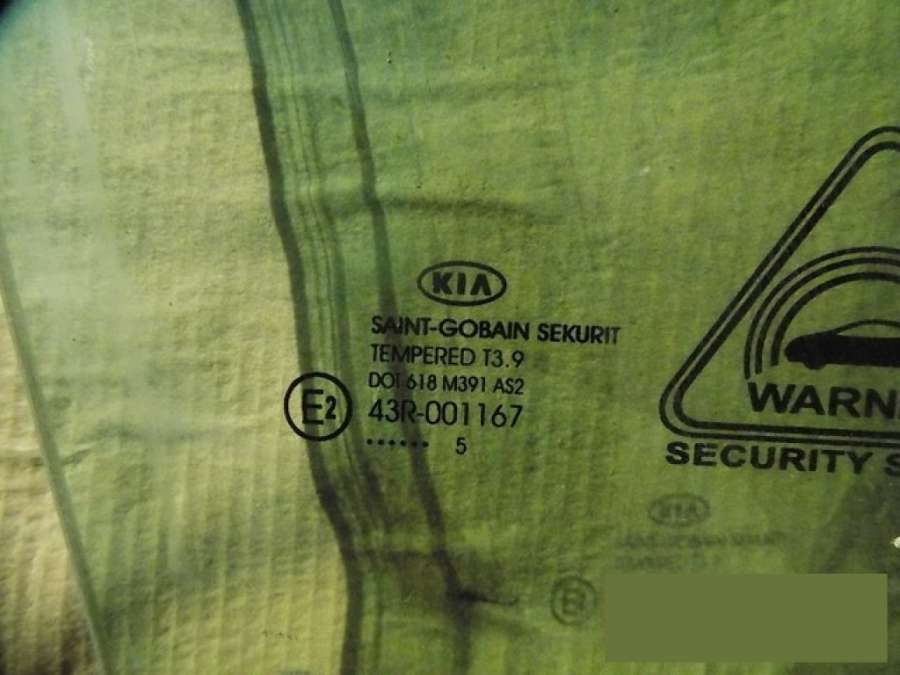 KIA
SAINT-GOBAIN SEKURIT
TEMPERED T3.9
DOT 618 M391 AS2
E2
43R-001167
...... 5
WARN
SECURITY S
KIA